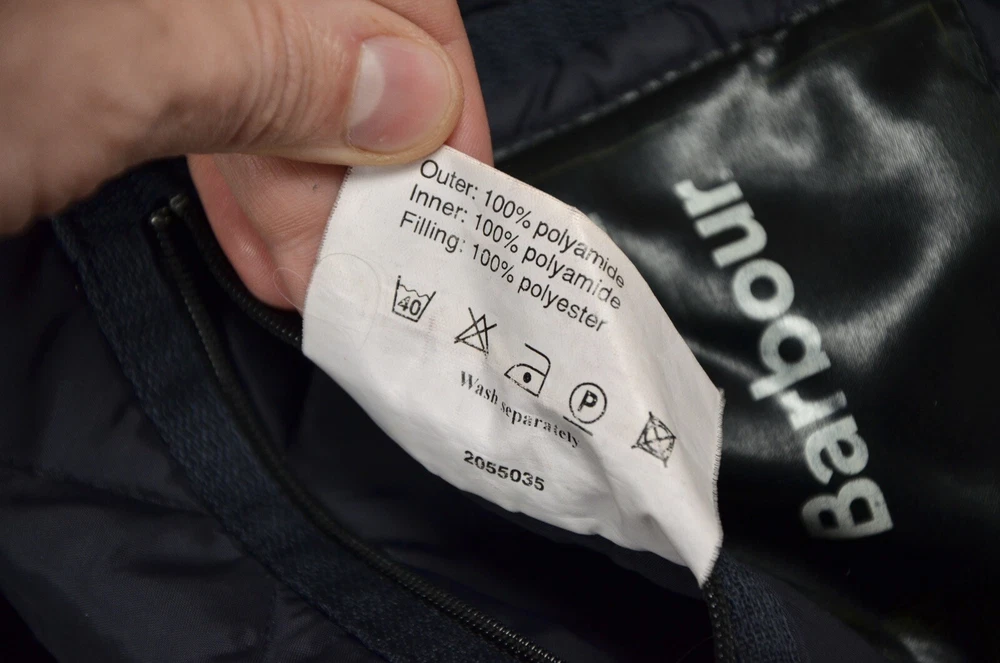 Outer: 100% polyamide
Inner: 100% polyamide
Filling: 100% polyester
40
P
Wash separately
2055035
Barbour